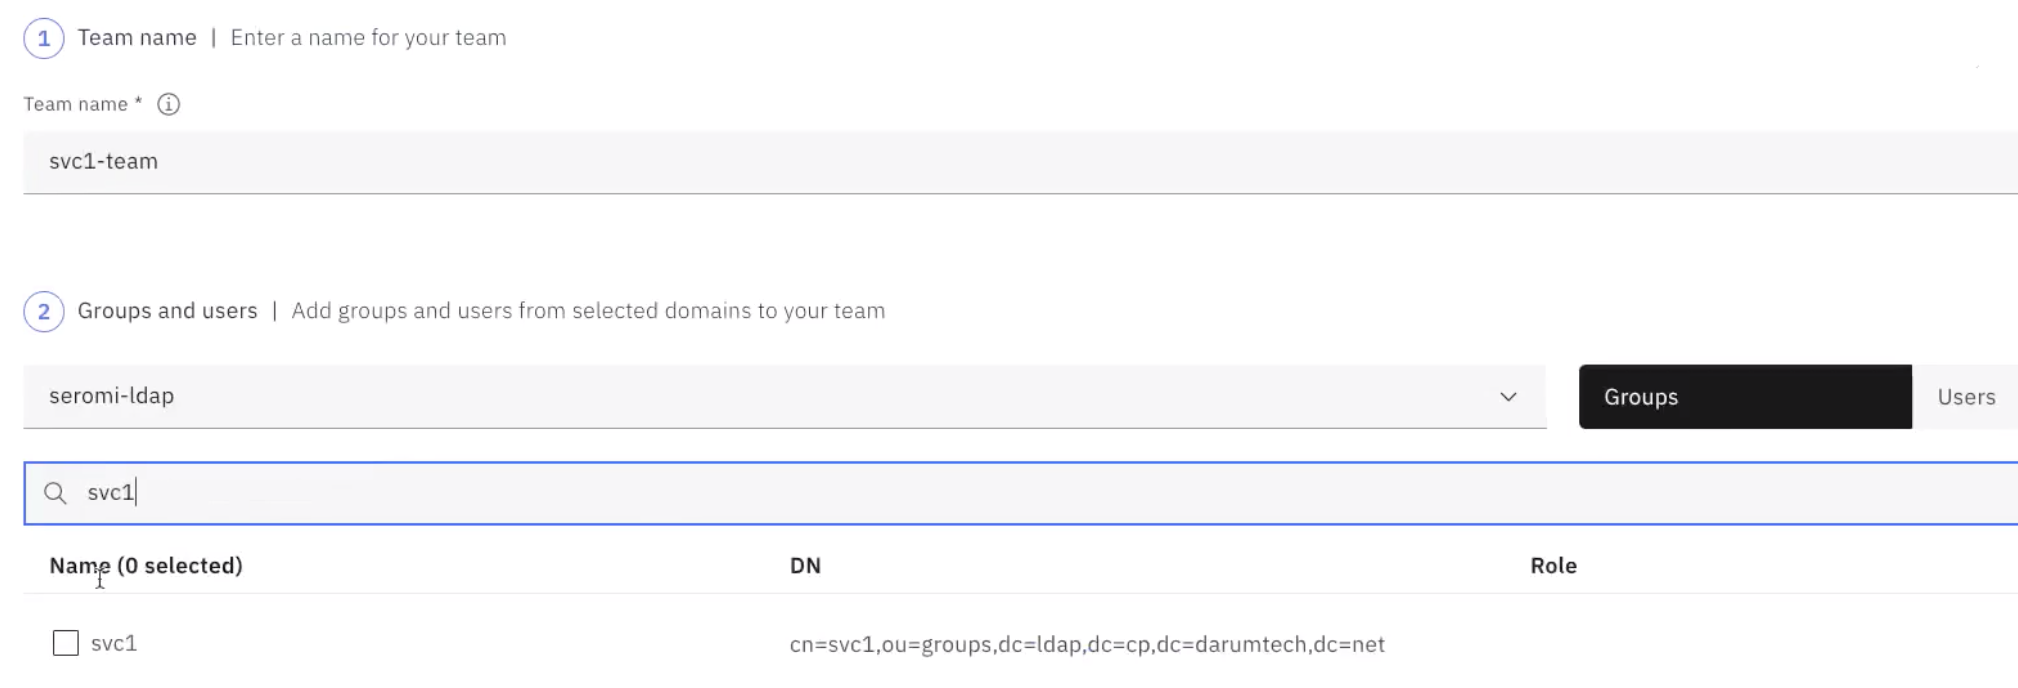 1 Team name | Enter a name for your team
Team name *
svc1-team
2 Groups and users | Add groups and users from selected domains to your team
seromi-ldap Groups Users
svc1
Name (0 selected) DN Role
svc1 cn=svc1,ou=groups,dc=ldap,dc=cp,dc=darumtech,dc=net